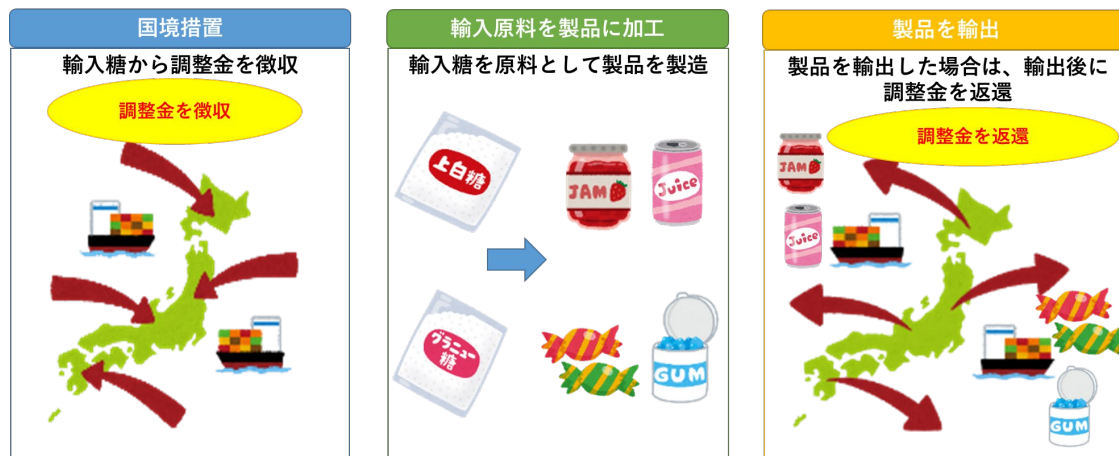 国境措置
輸入糖から調整金を徴収
調整金を徴収
輸入原料を製品に加工
輸入糖を原料として製品を製造
上白糖
JAM
Juice
グラニュー
糖
GUM
製品を輸出
製品を輸出した場合は、輸出後に
調整金を返還
調整金を返還
JAM
Juice
GUM